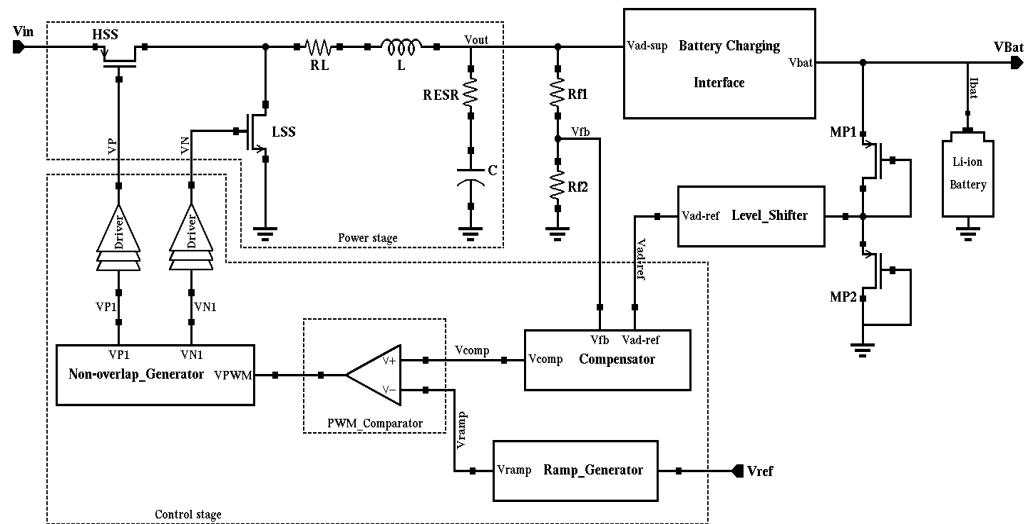 Vin
HSS
RL
L
Vout
RESR
C
LSS
VP
VN
Power stage
Rf1
Vfb
Rf2
Vad-sup
Battery Charging
Interface
Vbat
VBat
Ibat
MP1
Li-ion
Battery
Vad-ref
Level_Shifter
MP2
Vad-ref
Driver
Driver
VP1
VN1
VP1
VN1
Non-overlap_Generator
VPWM
V+
V-
PWM_Comparator
Vcomp
Vfb
Vad-ref
Vcomp
Compensator
Vramp
Vramp
Ramp_Generator
Vref
Control stage